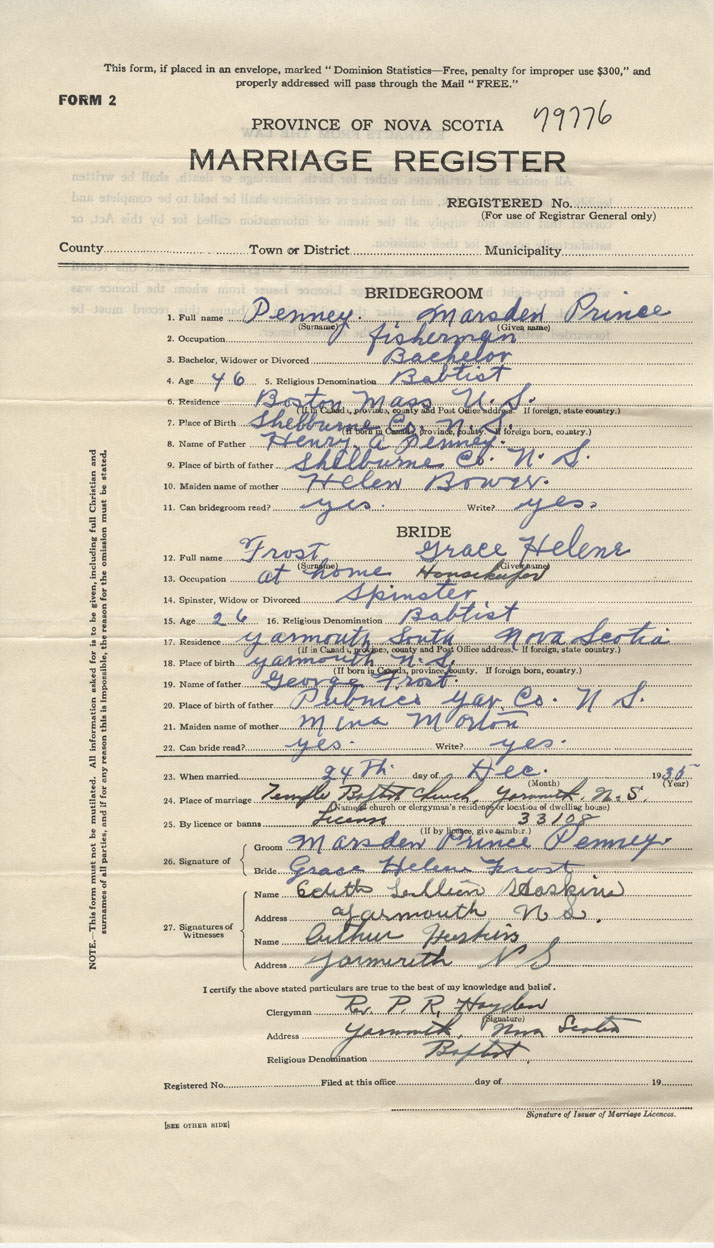 This form, if placed in an envelope, marked "Dominion Statistics—Free, penalty for improper use $300," and
properly addressed will pass through the Mail "FREE."
FORM 2
PROVINCE OF NOVA SCOTIA 79776
MARRIAGE REGISTER
REGISTERED No.
(For use of Registrar General only)
County Town or District Municipality
BRIDEGROOM
1. Full name Penney. Marsden Prince
(Surname) (Given name)
2. Occupation fisherman
3. Bachelor, Widower or Divorced Bachelor
4. Age 46 5. Religious Denomination Babtist
6. Residence Boston Mass U.S.
(If in Canada, province, county and Post Office address. If foreign, state country.)
7. Place of Birth Shelburne Co. N.S.
(If born in Canada, province, county. If foreign born, country.)
8. Name of Father Henry. A Penney.
9. Place of birth of father Shelburne Co. N. S.
10. Maiden name of mother Helen Bower.
11. Can bridegroom read? yes. Write? yes.
BRIDE
12. Full name Frost Grace Helene
(Surname) (Given name)
13. Occupation at home Housekeeper
14. Spinster, Widow or Divorced Spinster
15. Age 26 16. Religious Denomination Babtist
17. Residence Yarmouth South Nova Scotia
(If in Canada, province, county and Post Office address. If foreign, state country.)
18. Place of birth Yarmouth N.S.
(If born in Canada, province, county. If foreign born, country.)
19. Name of father George Frost.
20. Place of birth of father Pubnico Yar. Co. N S.
21. Maiden name of mother Mina Morton
22. Can bride read? yes. Write? yes.
23. When married 24Th. day of Dec. 1935
(Month) (Year)
24. Place of marriage Temple Baptist Church, Yarmouth, N.S.
(Name of church or clergyman's residence or location of dwelling house)
25. By licence or banns License 33108
(If by licence, give number.)
26. Signature of
Groom Marsden Prince Penney.
Bride Grace Helene Frost
27. Signatures of Witnesses
Name Edith Lillian Hoskins
Address Yarmouth N S.
Name Arthur Hoskins
Address Yarmouth N S
I certify the above stated particulars are true to the best of my knowledge and belief.
Clergyman Rev. P. R. Hayden
(Signature)
Address Yarmouth, Nova Scotia
Religious Denomination Baptist.
Registered No. Filed at this office day of 19
Signature of Issuer of Marriage Licences.
[SEE OTHER SIDE]
NOTE.—This form must not be mutilated. All information asked for is to be given, including full Christian and
surnames of all parties, and if for any reason this is impossible, the reason for the omission must be stated.